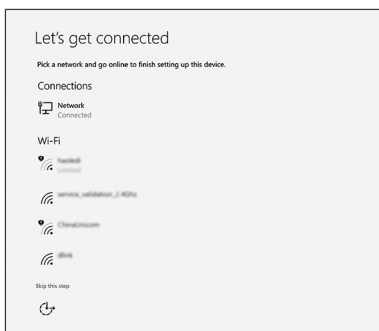 Let's get connected
Pick a network and go online to finish setting up this device.
Connections
Network
Connected
Wi-Fi
Limited
service_validation_2.4Ghz
ChinaUnicom
dlink
Skip this step